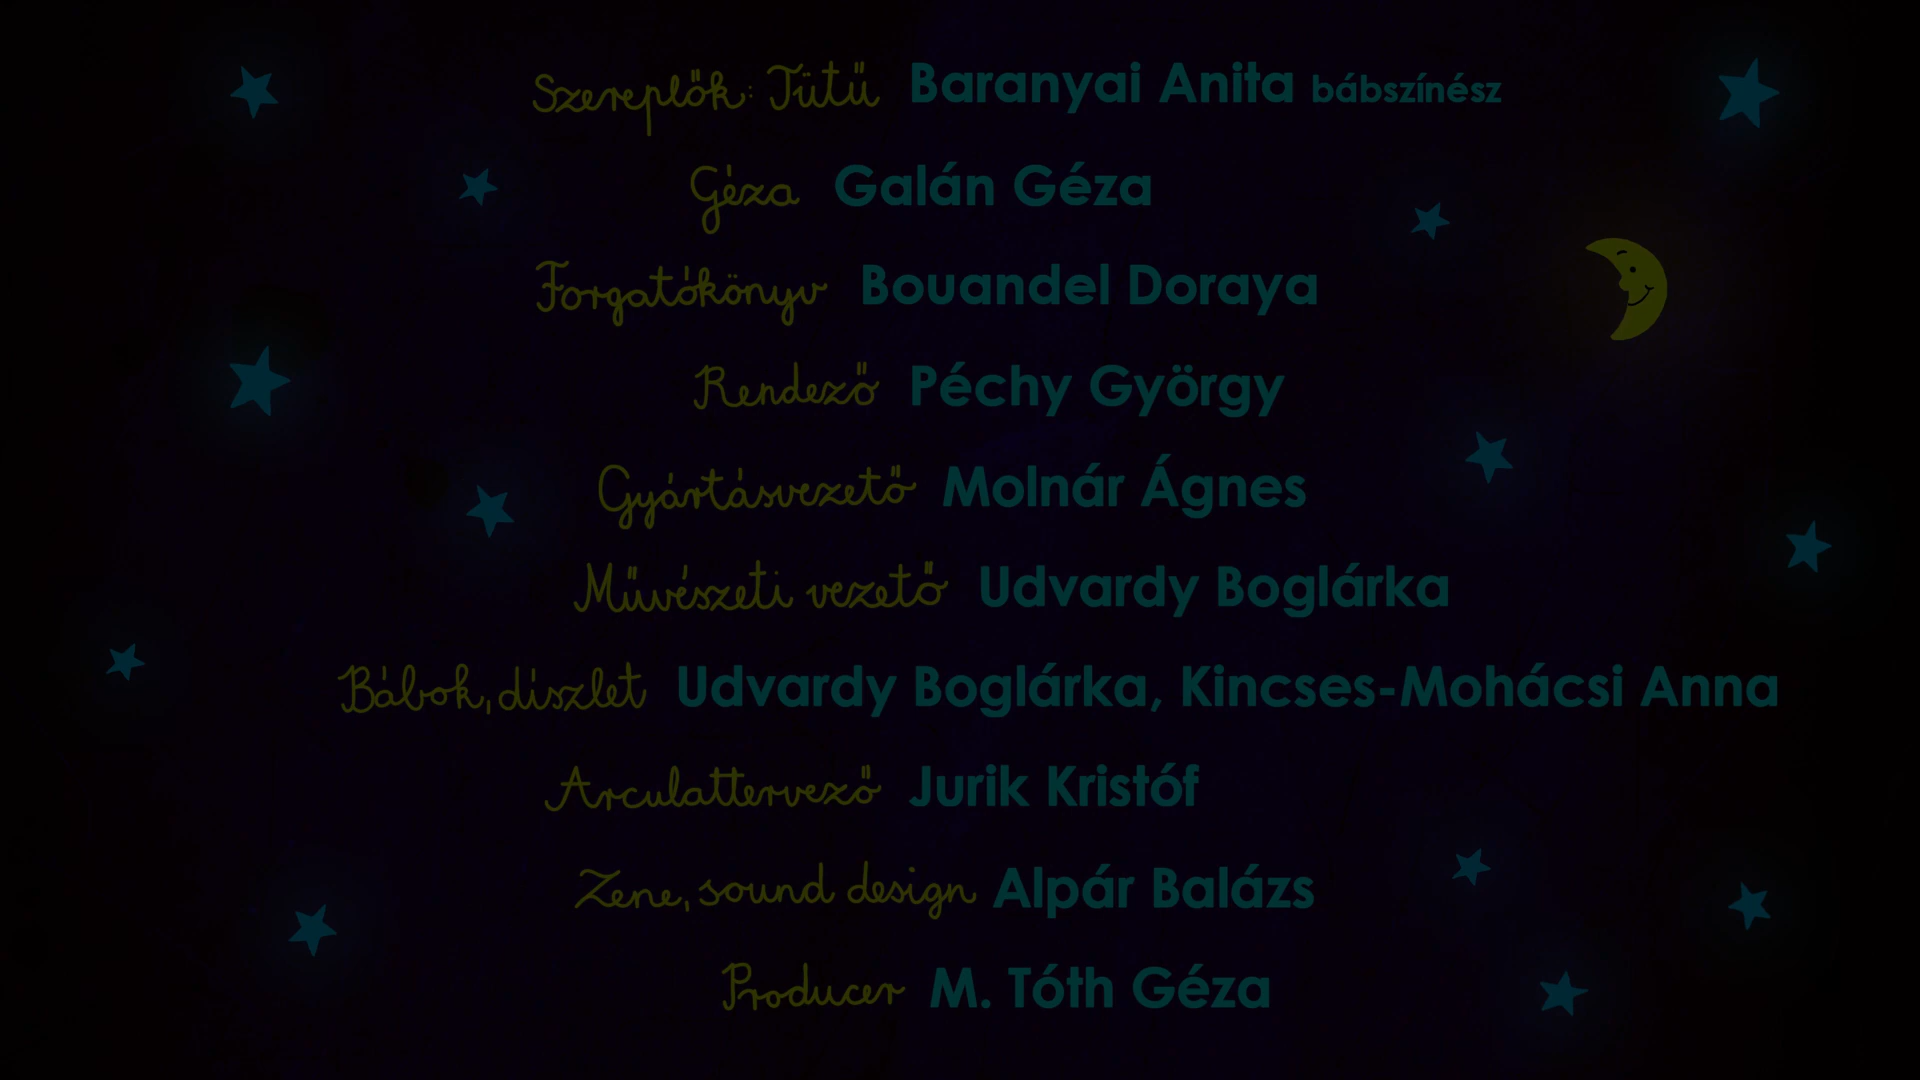 Szereplők: Tütű Baranyai Anita bábszínész
Géza Galán Géza
Forgatókönyv Bouandel Doraya
Rendező Péchy György
Gyártásvezető Molnár Ágnes
Művészeti vezető Udvardy Boglárka
Bábok, díszlet Udvardy Boglárka, Kincses-Mohácsi Anna
Arculattervező Jurik Kristóf
Zene, sound design Alpár Balázs
Producer M. Tóth Géza